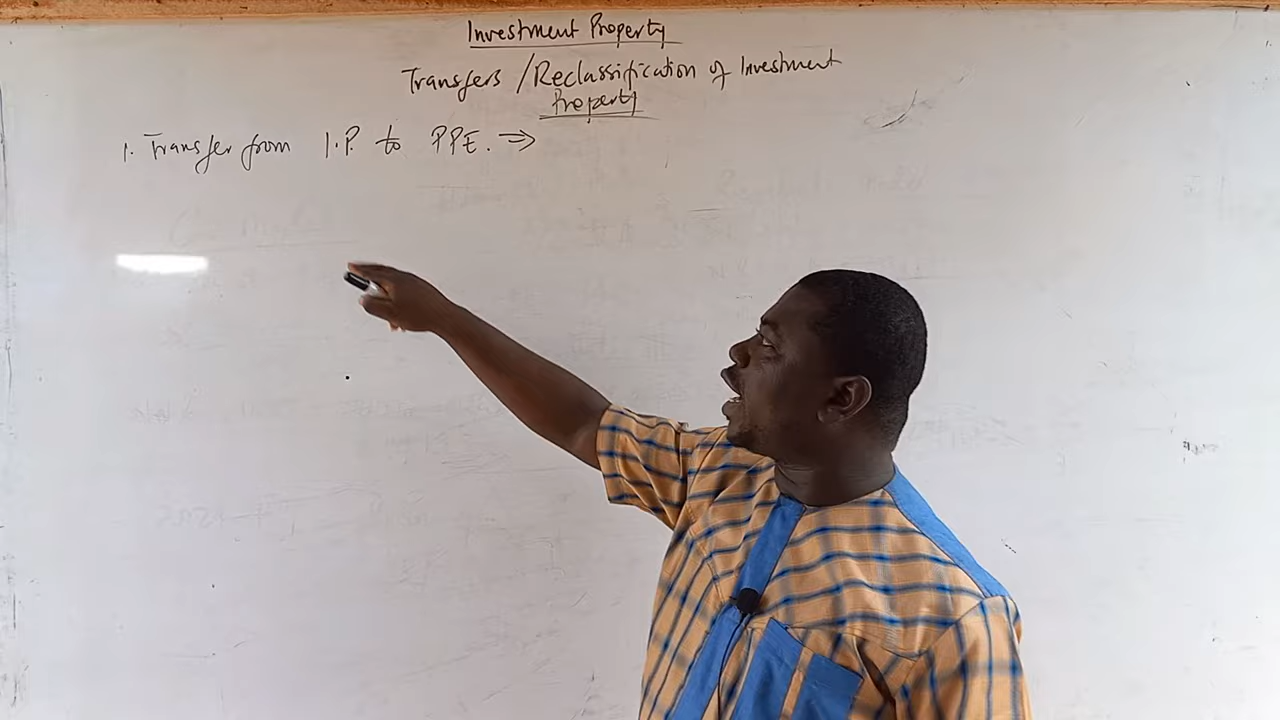 Investment Property
Transfers / Reclassification of Investment
Property
1. Transfer from I.P. to PPE. ⇒